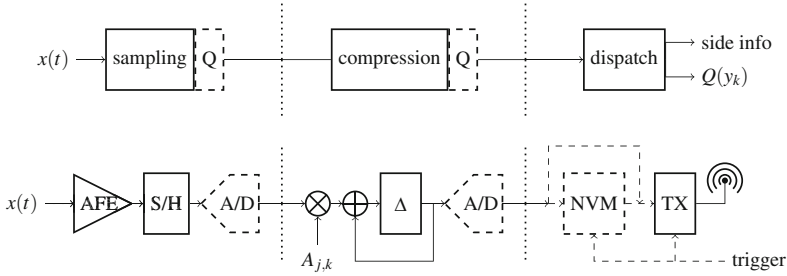 x(t) sampling Q compression Q dispatch side info
Q(y_k)
x(t) AFE S/H A/D Δ A/D NVM TX
A_{j,k}
trigger